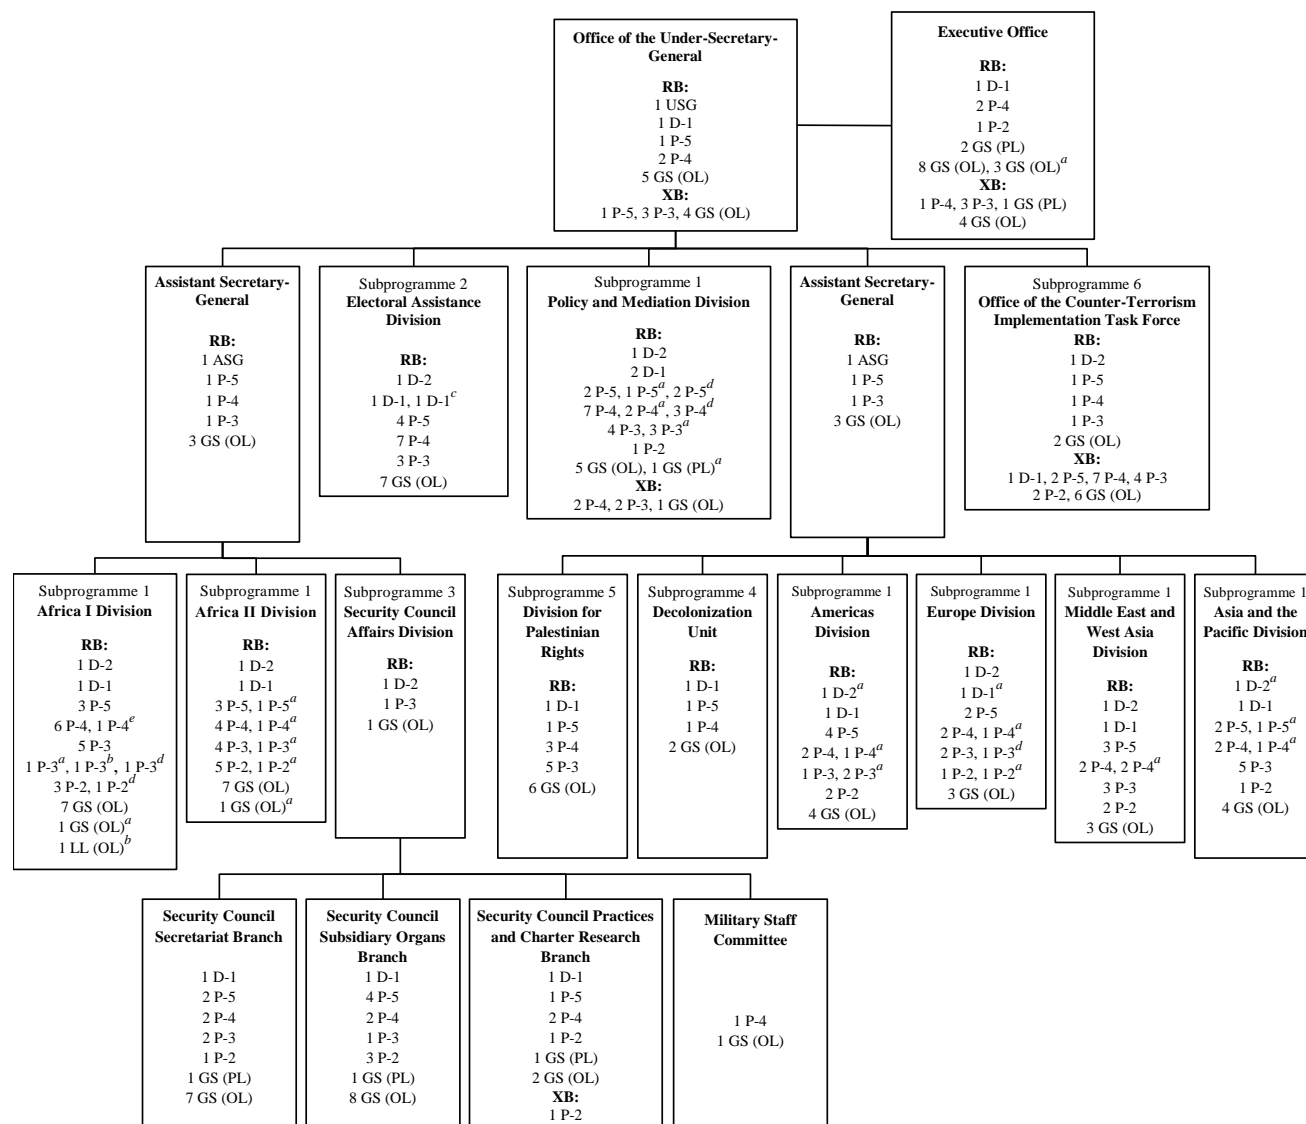 Office of the Under-Secretary-
General
RB:
1 USG
1 D-1
1 P-5
2 P-4
5 GS (OL)
XB:
1 P-5, 3 P-3, 4 GS (OL)
Executive Office
RB:
1 D-1
2 P-4
1 P-2
2 GS (PL)
8 GS (OL), 3 GS (OL)a
XB:
1 P-4, 3 P-3, 1 GS (PL)
4 GS (OL)
Assistant Secretary-
General
RB:
1 ASG
1 P-5
1 P-4
1 P-3
3 GS (OL)
Subprogramme 2
Electoral Assistance
Division
RB:
1 D-2
1 D-1, 1 D-1c
4 P-5
7 P-4
3 P-3
7 GS (OL)
Subprogramme 1
Policy and Mediation Division
RB:
1 D-2
2 D-1
2 P-5, 1 P-5a, 2 P-5d
7 P-4, 2 P-4a, 3 P-4d
4 P-3, 3 P-3a
1 P-2
5 GS (OL), 1 GS (PL)a
XB:
2 P-4, 2 P-3, 1 GS (OL)
Assistant Secretary-
General
RB:
1 ASG
1 P-5
1 P-3
3 GS (OL)
Subprogramme 6
Office of the Counter-Terrorism
Implementation Task Force
RB:
1 D-2
1 P-5
1 P-4
1 P-3
2 GS (OL)
XB:
1 D-1, 2 P-5, 7 P-4, 4 P-3
2 P-2, 6 GS (OL)
Subprogramme 1
Africa I Division
RB:
1 D-2
1 D-1
3 P-5
6 P-4, 1 P-4e
5 P-3
1 P-3a, 1 P-3b, 1 P-3d
3 P-2, 1 P-2d
7 GS (OL)
1 GS (OL)a
1 LL (OL)b
Subprogramme 1
Africa II Division
RB:
1 D-2
1 D-1
3 P-5, 1 P-5a
4 P-4, 1 P-4a
4 P-3, 1 P-3a
5 P-2, 1 P-2a
7 GS (OL)
1 GS (OL)a
Subprogramme 3
Security Council
Affairs Division
RB:
1 D-2
1 P-3
1 GS (OL)
Subprogramme 5
Division for
Palestinian
Rights
RB:
1 D-1
1 P-5
3 P-4
5 P-3
6 GS (OL)
Subprogramme 4
Decolonization
Unit
RB:
1 D-1
1 P-5
1 P-4
2 GS (OL)
Subprogramme 1
Americas
Division
RB:
1 D-2a
1 D-1
4 P-5
2 P-4, 1 P-4a
1 P-3, 2 P-3a
2 P-2
4 GS (OL)
Subprogramme 1
Europe Division
RB:
1 D-2
1 D-1a
2 P-5
2 P-4, 1 P-4a
2 P-3, 1 P-3d
1 P-2, 1 P-2a
3 GS (OL)
Subprogramme 1
Middle East and
West Asia
Division
RB:
1 D-2
1 D-1
3 P-5
2 P-4, 2 P-4a
3 P-3
2 P-2
3 GS (OL)
Subprogramme 1
Asia and the
Pacific Division
RB:
1 D-2a
1 D-1
2 P-5, 1 P-5a
2 P-4, 1 P-4a
5 P-3
1 P-2
4 GS (OL)
Security Council
Secretariat Branch
1 D-1
2 P-5
2 P-4
2 P-3
1 P-2
1 GS (PL)
7 GS (OL)
Security Council
Subsidiary Organs
Branch
1 D-1
4 P-5
2 P-4
1 P-3
3 P-2
1 GS (PL)
8 GS (OL)
Security Council Practices
and Charter Research
Branch
1 D-1
1 P-5
2 P-4
1 P-2
1 GS (PL)
2 GS (OL)
XB:
1 P-2
Military Staff
Committee
1 P-4
1 GS (OL)